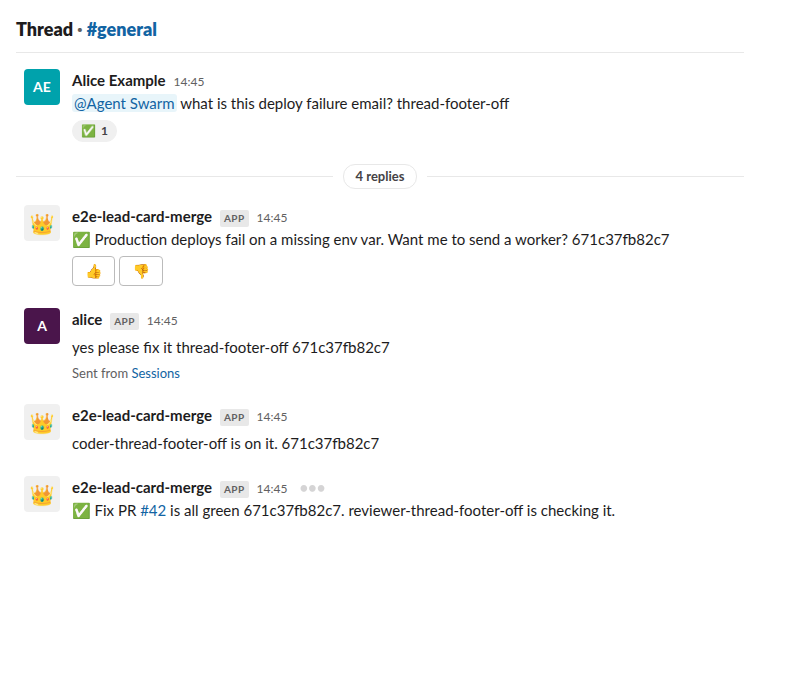 Thread • #general
AE
Alice Example 14:45
@Agent Swarm what is this deploy failure email? thread-footer-off
✅ 1
4 replies
e2e-lead-card-merge APP 14:45
✅ Production deploys fail on a missing env var. Want me to send a worker? 671c37fb82c7
👍 👎
A
alice APP 14:45
yes please fix it thread-footer-off 671c37fb82c7
Sent from Sessions
e2e-lead-card-merge APP 14:45
coder-thread-footer-off is on it. 671c37fb82c7
e2e-lead-card-merge APP 14:45
✅ Fix PR #42 is all green 671c37fb82c7. reviewer-thread-footer-off is checking it.